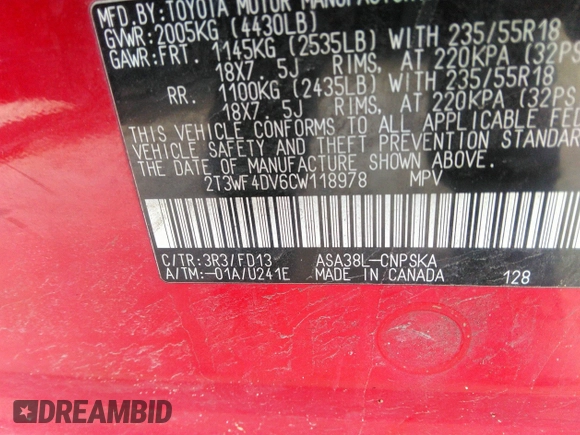 MFD.BY: TOYOTA MOTOR
GVWR: 2005KG (4430LB)
GAWR: FRT. 1145KG (2535LB) WITH 235/55R18
18X7.5J RIMS, AT 220KPA (32PS
RR. 1100KG (2435LB) WITH 235/55R18
18X7.5J RIMS, AT 220KPA (32PS
THIS VEHICLE CONFORMS TO ALL APPLICABLE FE
VEHICLE SAFETY AND THEFT PREVENTION STANDA
THE DATE OF MANUFACTURE SHOWN ABOVE.
2T3WF4DV6CW118978 MPV
C/TR:3R3/FD13 ASA38L-CNPSKA
A/TM:-01A/U241E MADE IN CANADA 128
DREAMBID